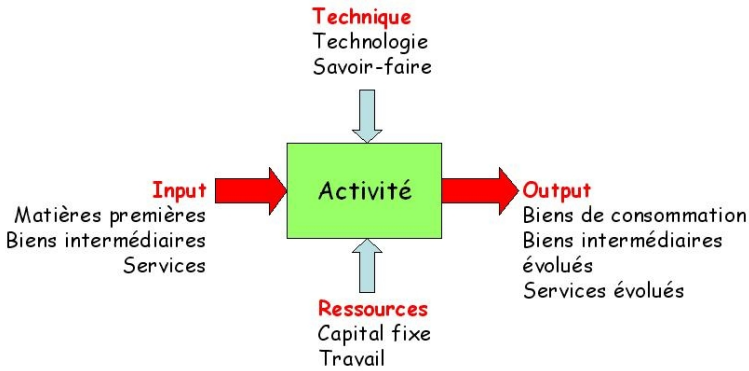 Technique
Technologie
Savoir-faire
Input
Matières premières
Biens intermédiaires
Services
Activité
Output
Biens de consommation
Biens intermédiaires
évolués
Services évolués
Ressources
Capital fixe
Travail